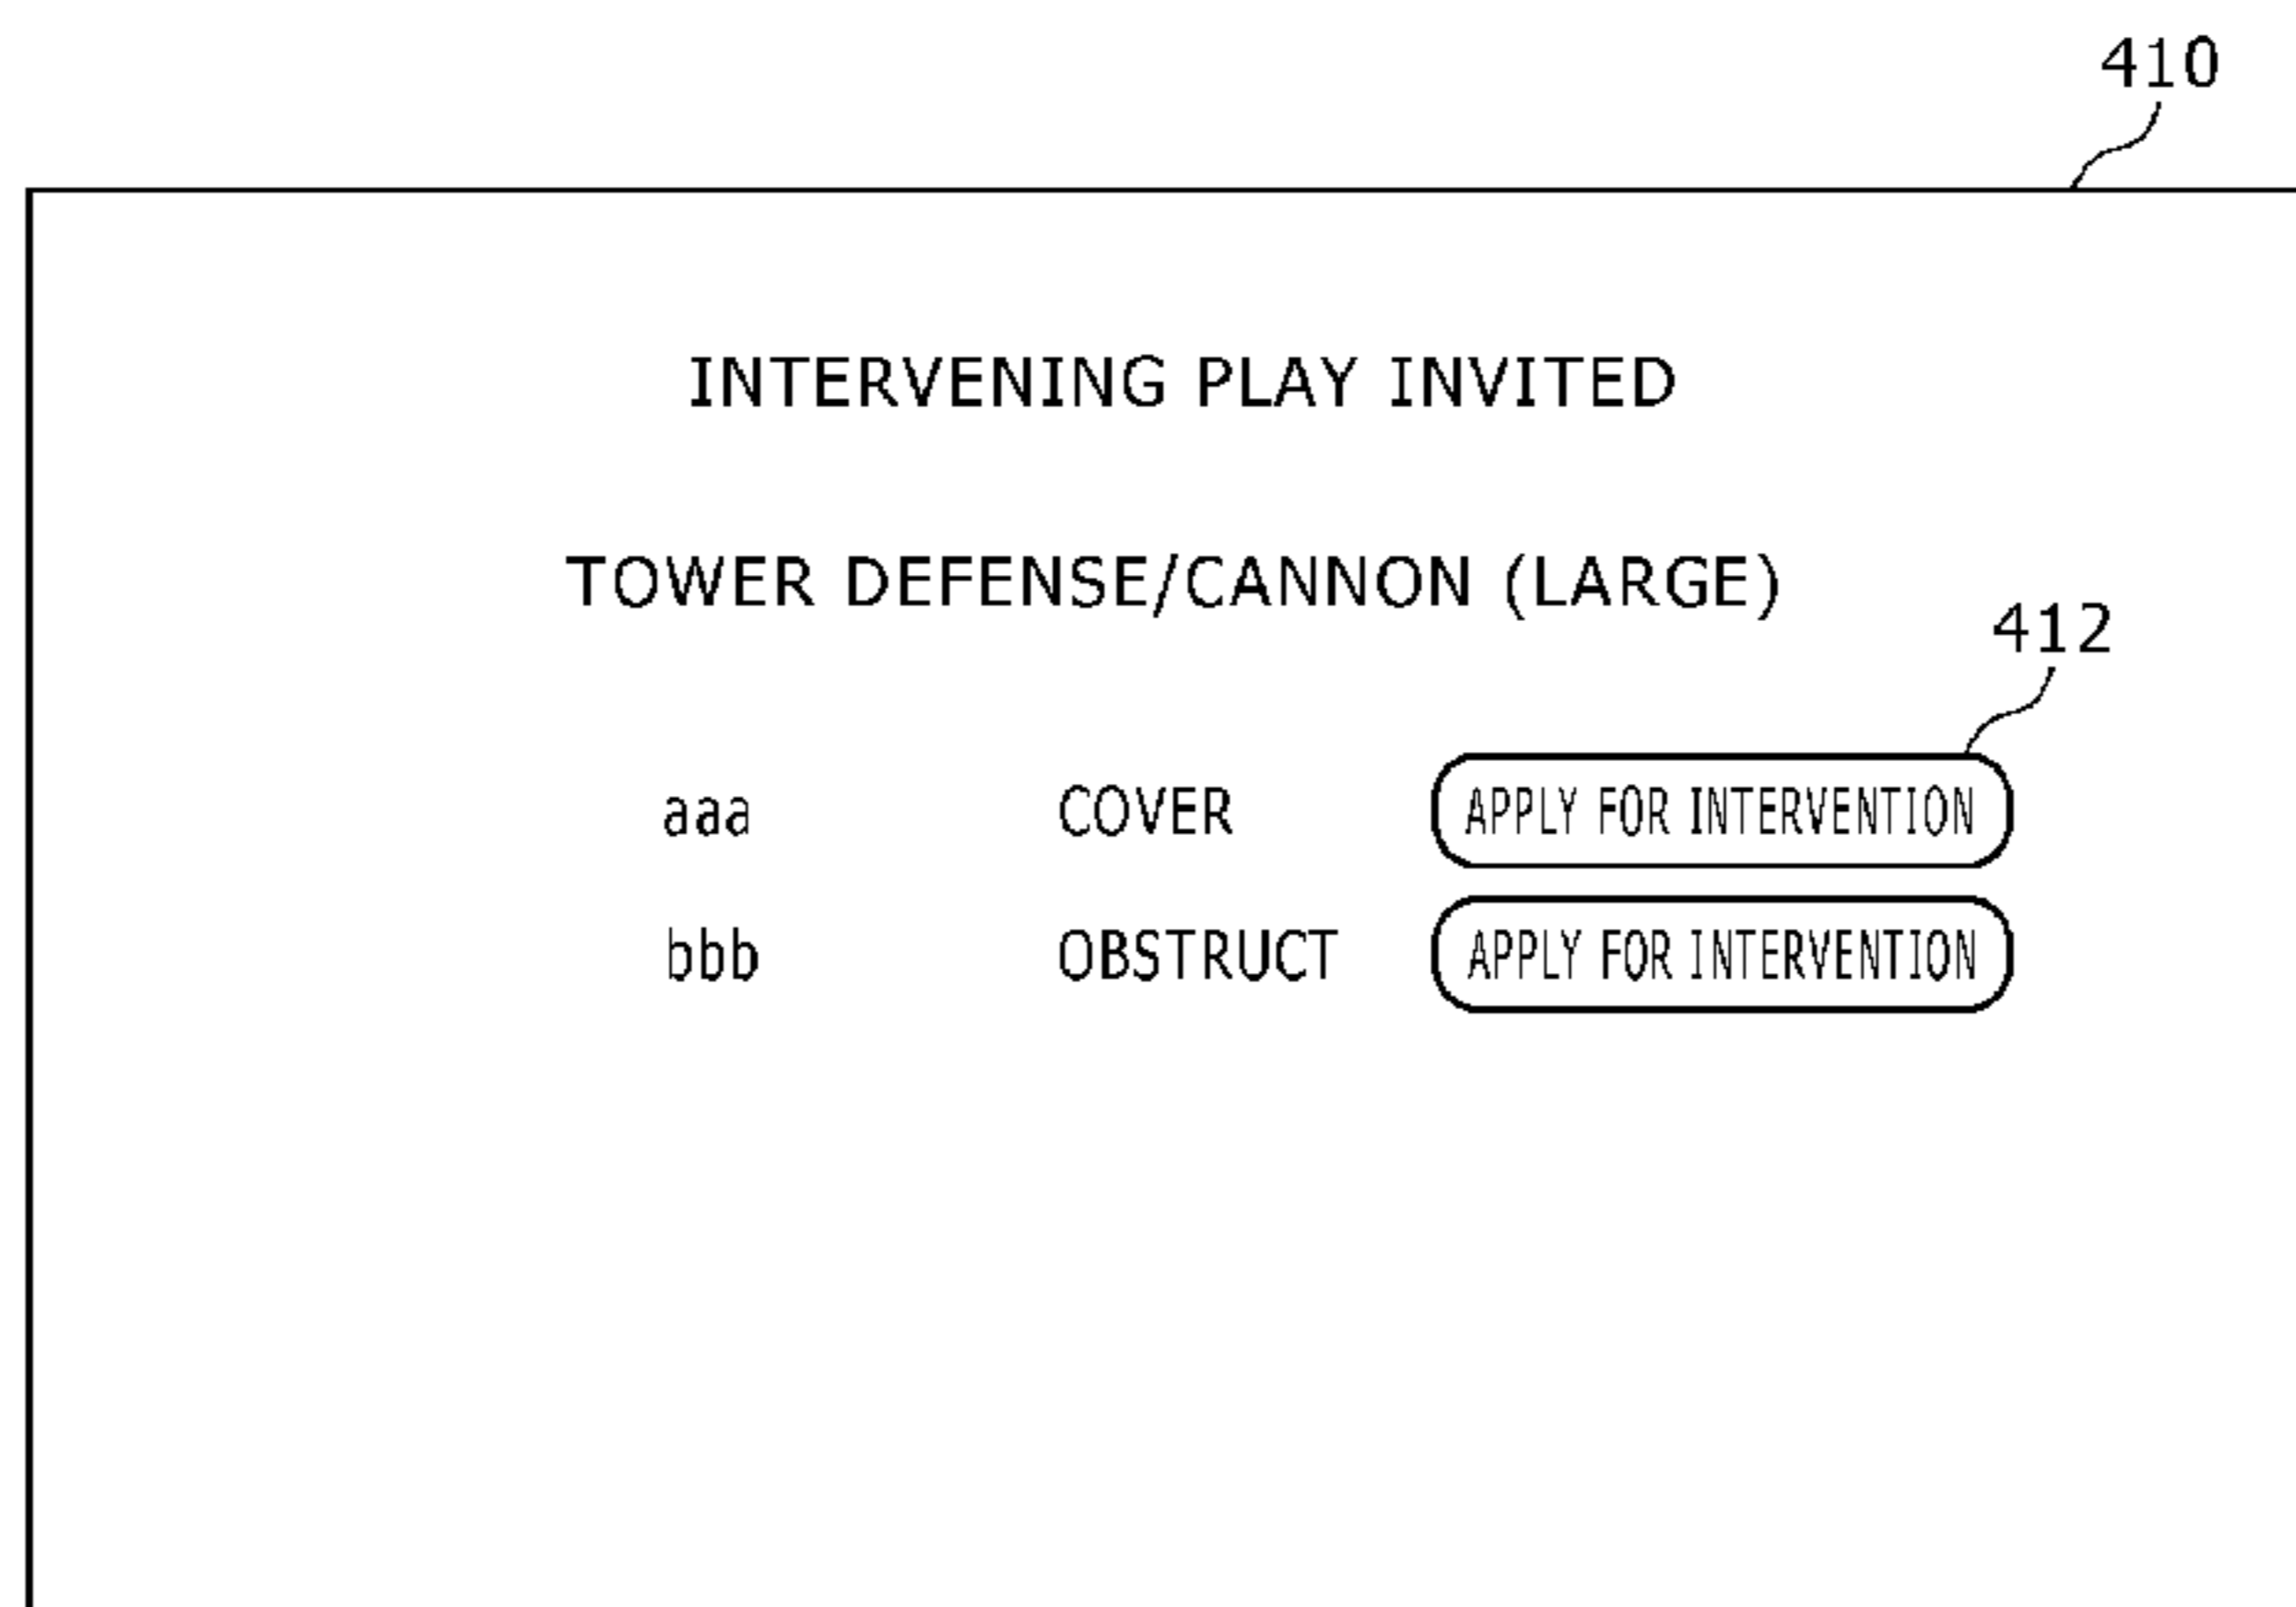 410
INTERVENING PLAY INVITED
TOWER DEFENSE/CANNON (LARGE)
412
aaa COVER APPLY FOR INTERVENTION
bbb OBSTRUCT APPLY FOR INTERVENTION